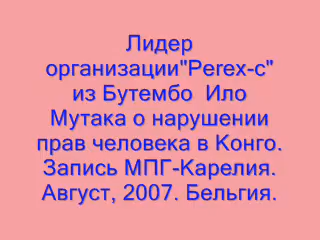 Лидер
организации"Perex-c"
из Бутембо Ило
Мутака о нарушении
прав человека в Конго.
Запись МПГ-Карелия.
Август, 2007. Бельгия.